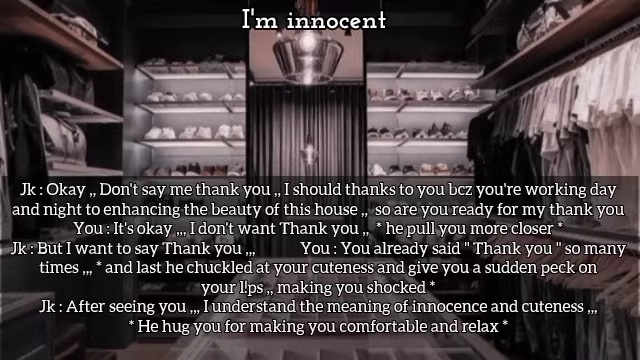 I'm innocent
Jk : Okay ,, Don't say me thank you ,, I should thanks to you bcz you're working day
and night to enhancing the beauty of this house ,, so are you ready for my thank you
You : It's okay ,,, I don't want Thank you ,, * he pull you more closer *
Jk : But I want to say Thank you ,,, You : You already said " Thank you " so many
times ,,, * and last he chuckled at your cuteness and give you a sudden peck on
your l!ps ,, making you shocked *
Jk : After seeing you ,,, I understand the meaning of innocence and cuteness ,,,
* He hug you for making you comfortable and relax *